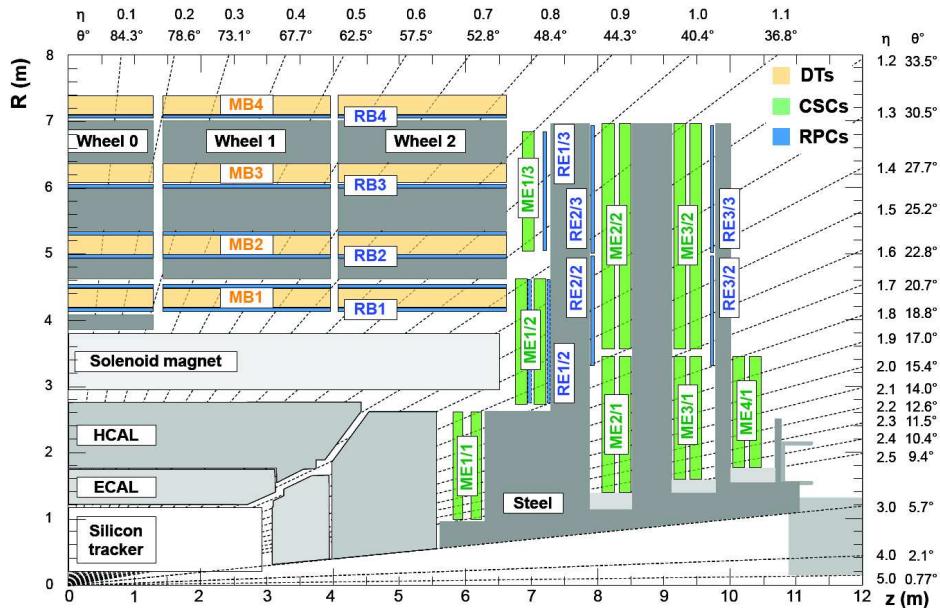 η 0.1 0.2 0.3 0.4 0.5 0.6 0.7 0.8 0.9 1.0 1.1
θ° 84.3° 78.6° 73.1° 67.7° 62.5° 57.5° 52.8° 48.4° 44.3° 40.4° 36.8° η θ°
R (m)
8
7
6
5
4
3
2
1
0
1.2 33.5°
1.3 30.5°
1.4 27.7°
1.5 25.2°
1.6 22.8°
1.7 20.7°
1.8 18.8°
1.9 17.0°
2.0 15.4°
2.1 14.0°
2.2 12.6°
2.3 11.5°
2.4 10.4°
2.5 9.4°
3.0 5.7°
4.0 2.1°
5.0 0.77°
DTs
CSCs
RPCs
MB4
RB4
Wheel 0 Wheel 1 Wheel 2
MB3
RB3
MB2
RB2
MB1
RB1
Solenoid magnet
HCAL
ECAL
Silicon
tracker
Steel
ME1/3
RE1/3
RE2/3
ME2/2
ME3/2
RE3/3
ME1/2
RE2/2
RE1/2
RE3/2
ME1/1
ME2/1
ME3/1
ME4/1
0 1 2 3 4 5 6 7 8 9 10 11 12
z (m)